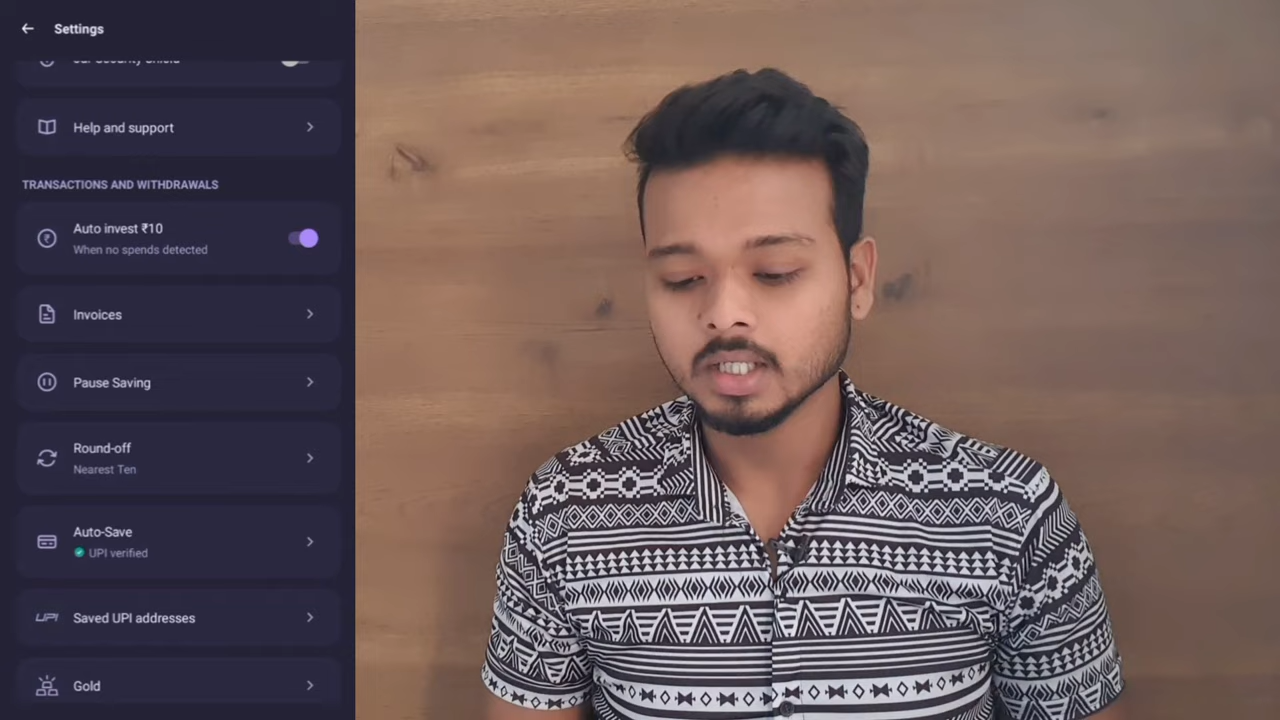 Settings
Help and support
TRANSACTIONS AND WITHDRAWALS
Auto invest ₹10
When no spends detected
Invoices
Pause Saving
Round-off
Nearest Ten
Auto-Save
UPI verified
UPI Saved UPI addresses
Gold